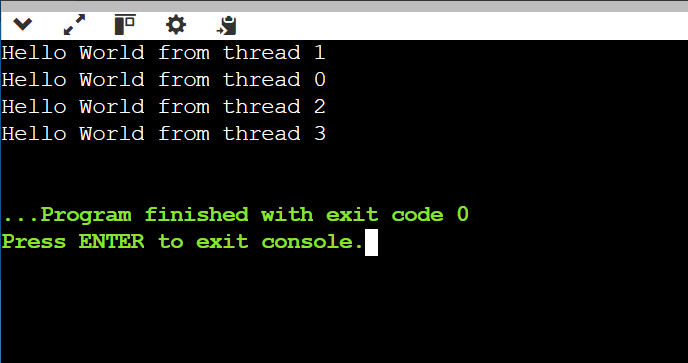 Hello World from thread 1
Hello World from thread 0
Hello World from thread 2
Hello World from thread 3
...Program finished with exit code 0
Press ENTER to exit console.